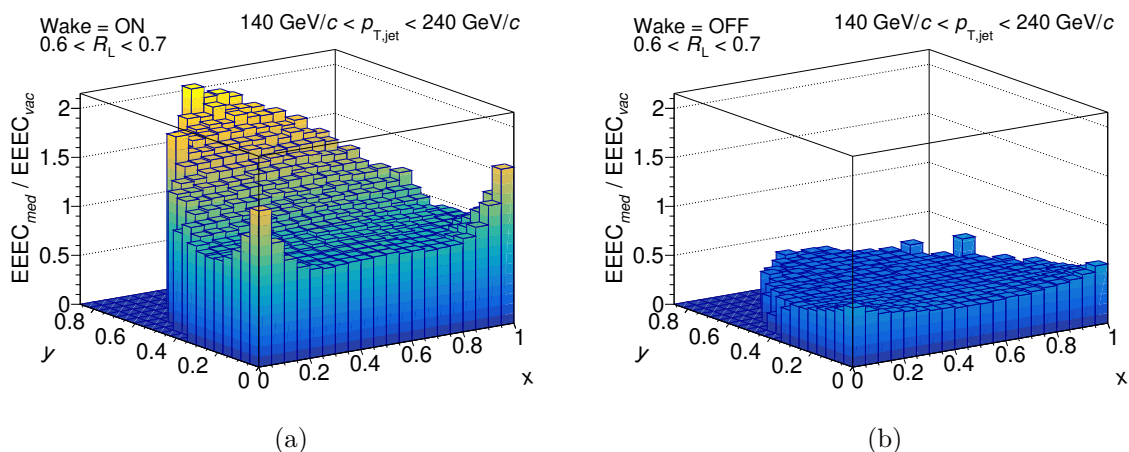 Wake = ON
0.6 < R_L < 0.7
140 GeV/c < p_T,jet < 240 GeV/c
EEEC_med / EEEC_vac
2
1.5
1
0.5
0
0.8
0.6
0.4
0.2
0
y
0
0.2
0.4
0.6
0.8
1
x
(a)
Wake = OFF
0.6 < R_L < 0.7
140 GeV/c < p_T,jet < 240 GeV/c
EEEC_med / EEEC_vac
2
1.5
1
0.5
0
0.8
0.6
0.4
0.2
0
y
0
0.2
0.4
0.6
0.8
1
x
(b)